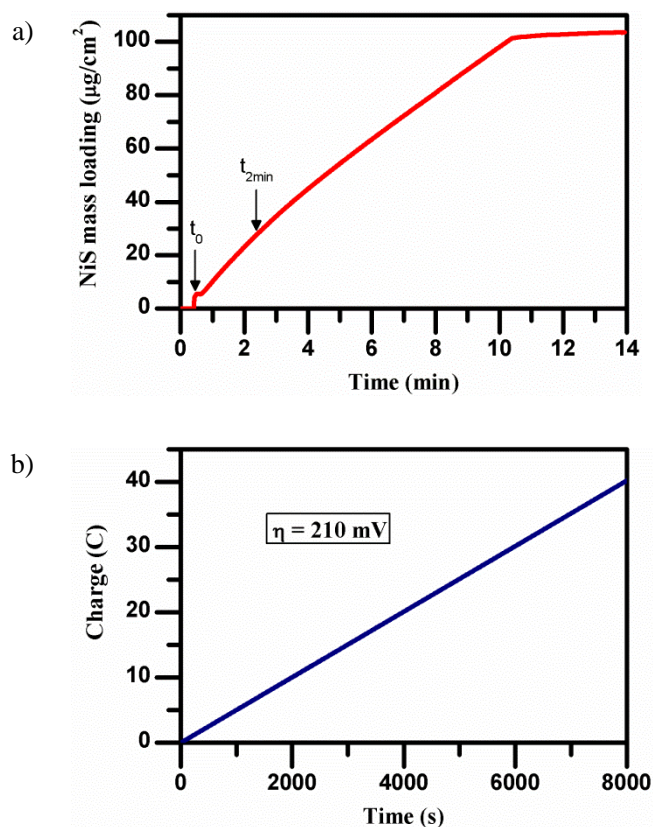 a)
NiS mass loading (μg/cm²)
100
80
60
40
20
0
t₀
t₂ₘᵢₙ
0 2 4 6 8 10 12 14
Time (min)
b)
Charge (C)
40
30
20
10
0
η = 210 mV
0 2000 4000 6000 8000
Time (s)